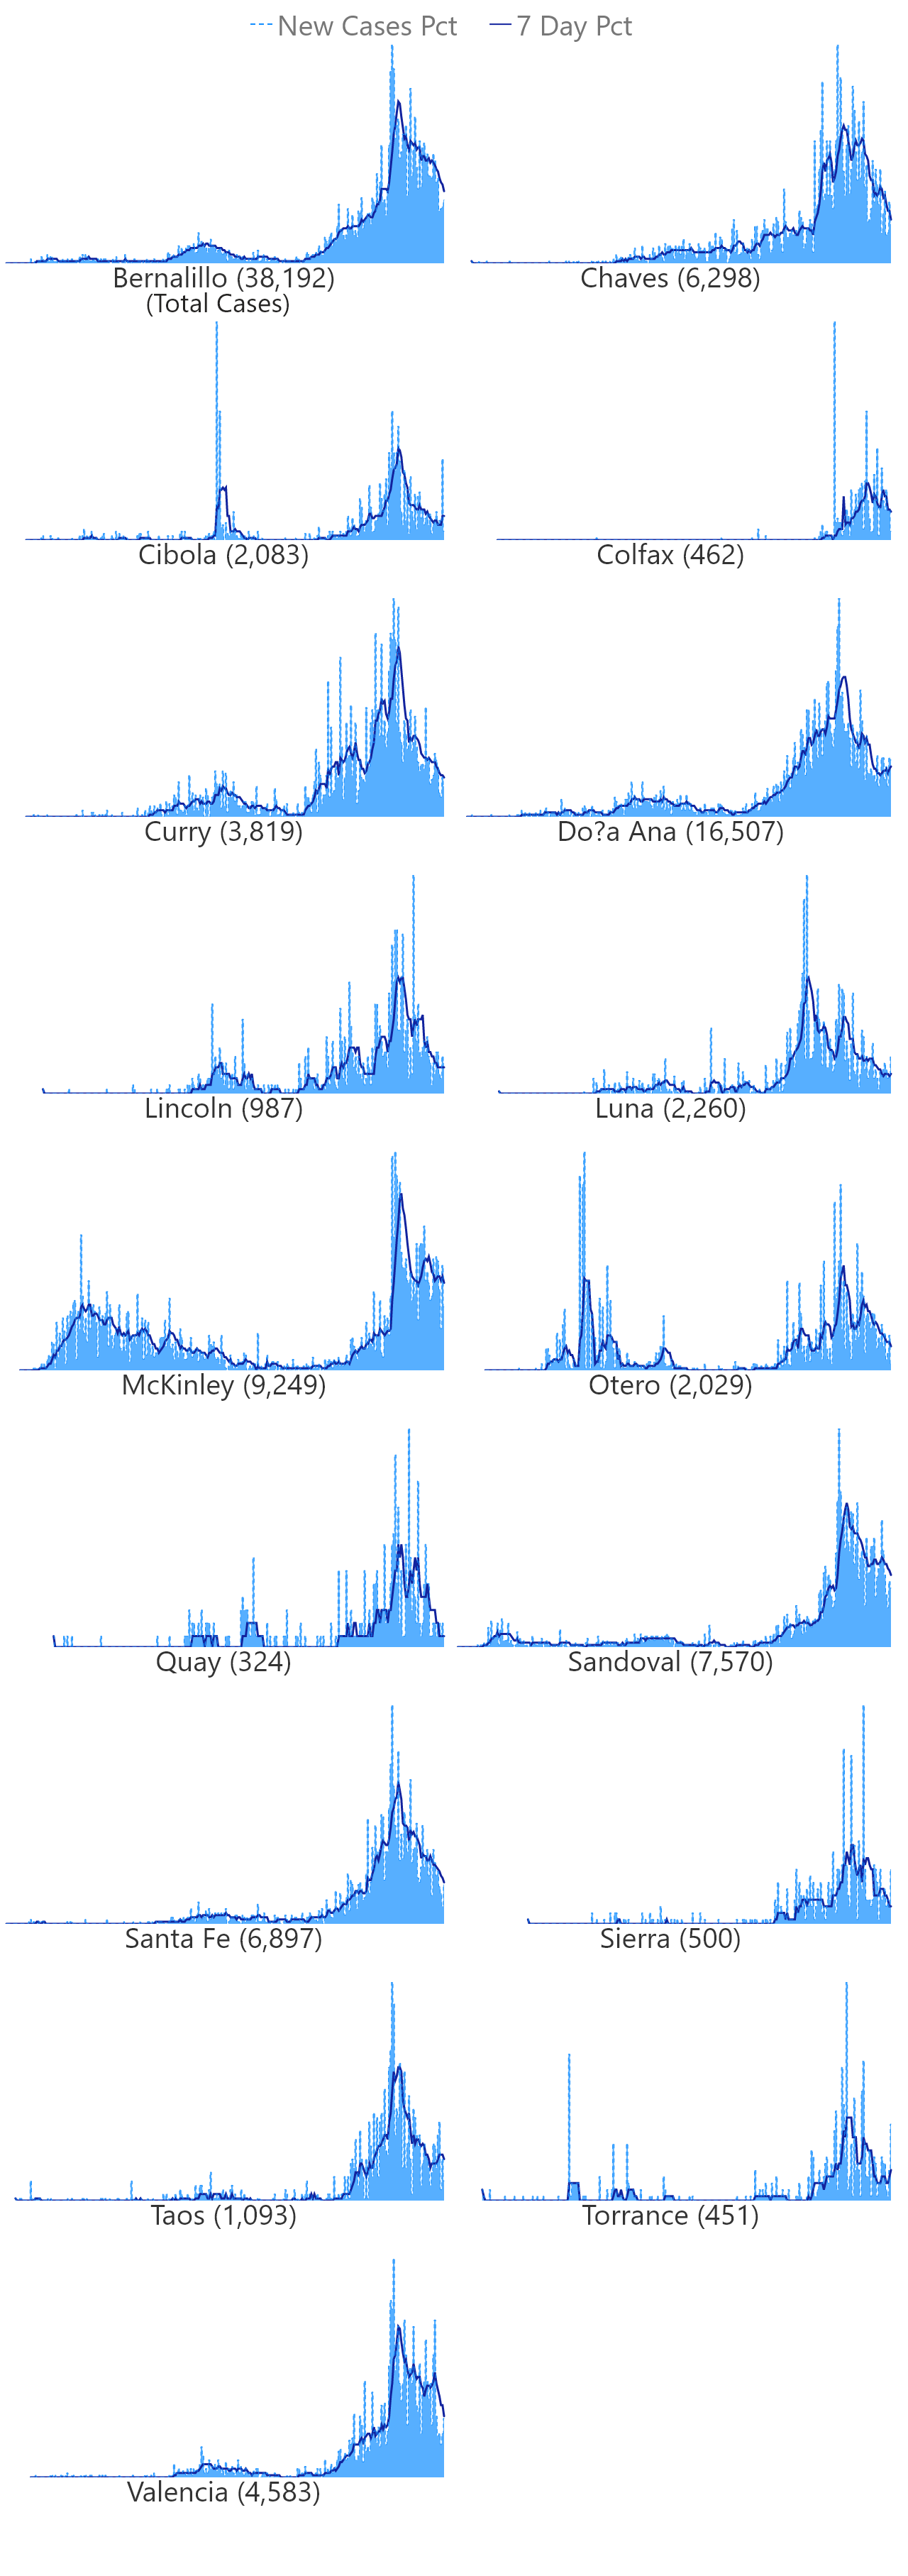 New Cases Pct 7 Day Pct
Bernalillo (38,192) Chaves (6,298)
(Total Cases)
Cibola (2,083) Colfax (462)
Curry (3,819) Do?a Ana (16,507)
Lincoln (987) Luna (2,260)
McKinley (9,249) Otero (2,029)
Quay (324) Sandoval (7,570)
Santa Fe (6,897) Sierra (500)
Taos (1,093) Torrance (451)
Valencia (4,583)